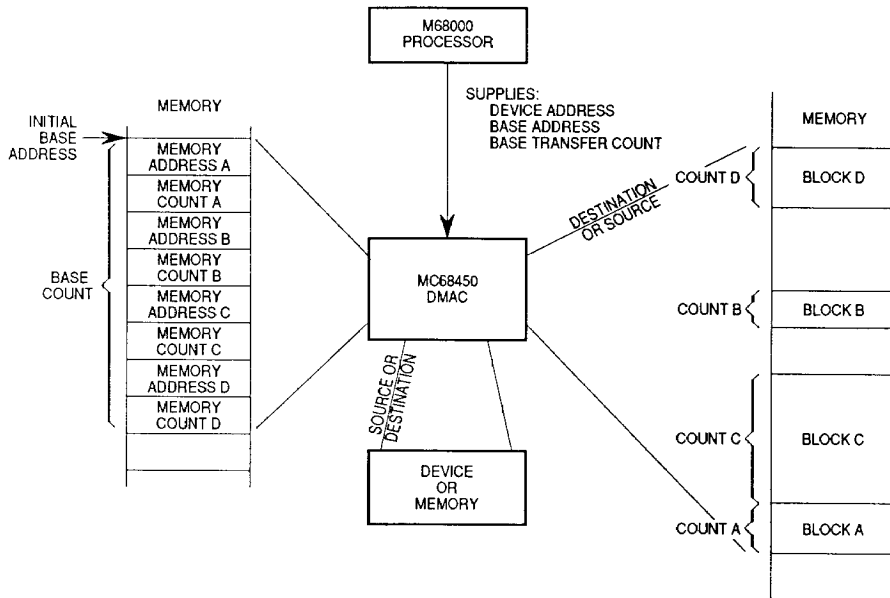 M68000
PROCESSOR
SUPPLIES:
DEVICE ADDRESS
BASE ADDRESS
BASE TRANSFER COUNT
MEMORY
INITIAL
BASE
ADDRESS
MEMORY
ADDRESS A
MEMORY
COUNT A
MEMORY
ADDRESS B
MEMORY
COUNT B
MEMORY
ADDRESS C
MEMORY
COUNT C
MEMORY
ADDRESS D
MEMORY
COUNT D
BASE
COUNT
MC68450
DMAC
SOURCE OR
DESTINATION
DEVICE
OR
MEMORY
DESTINATION
OR SOURCE
MEMORY
COUNT D
BLOCK D
COUNT B
BLOCK B
COUNT C
BLOCK C
COUNT A
BLOCK A